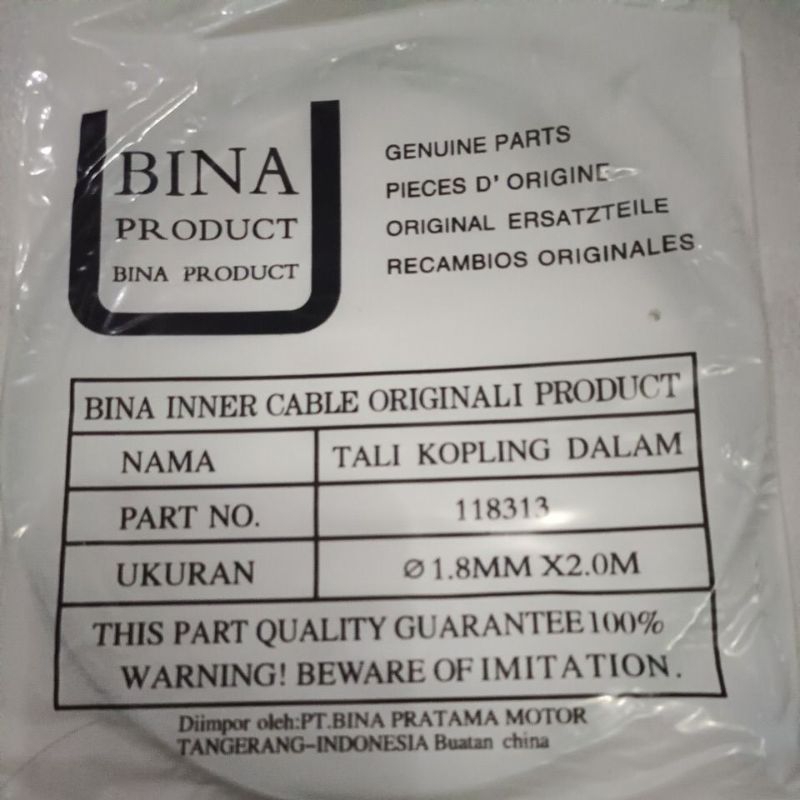 BINA
PRODUCT
BINA PRODUCT
GENUINE PARTS
PIECES D' ORIGINE
ORIGINAL ERSATZTEILE
RECAMBIOS ORIGINALES
BINA INNER CABLE ORIGINALI PRODUCT
NAMA TALI KOPLING DALAM
PART NO. 118313
UKURAN Ø1.8MM X2.0M
THIS PART QUALITY GUARANTEE100%
WARNING! BEWARE OF IMITATION.
Diimpor oleh:PT.BINA PRATAMA MOTOR
TANGERANG-INDONESIA Buatan china